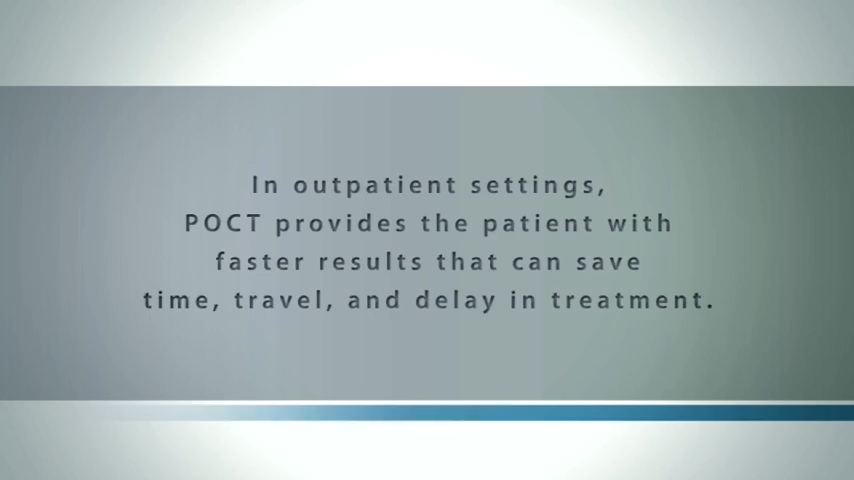 In outpatient settings,
POCT provides the patient with
faster results that can save
time, travel, and delay in treatment.